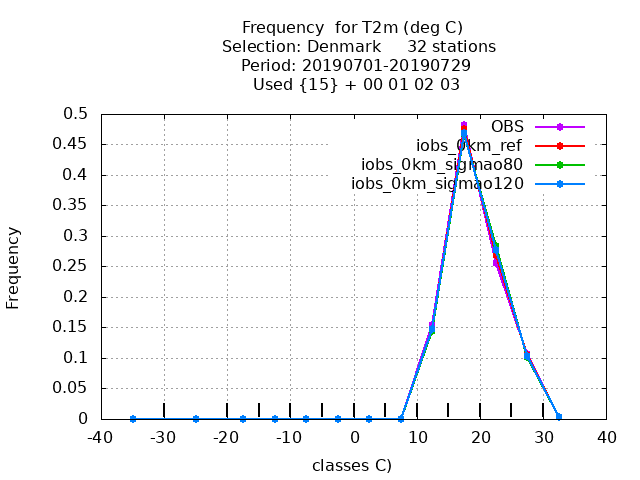 Frequency  for T2m (deg C)
Selection: Denmark     32 stations
Period: 20190701-20190729
Used {15} + 00 01 02 03
OBS
iobs_0km_ref
iobs_0km_sigmao80
iobs_0km_sigmao120
Frequency
0.5
0.45
0.4
0.35
0.3
0.25
0.2
0.15
0.1
0.05
0
-40 -30 -20 -10 0 10 20 30 40
classes C)